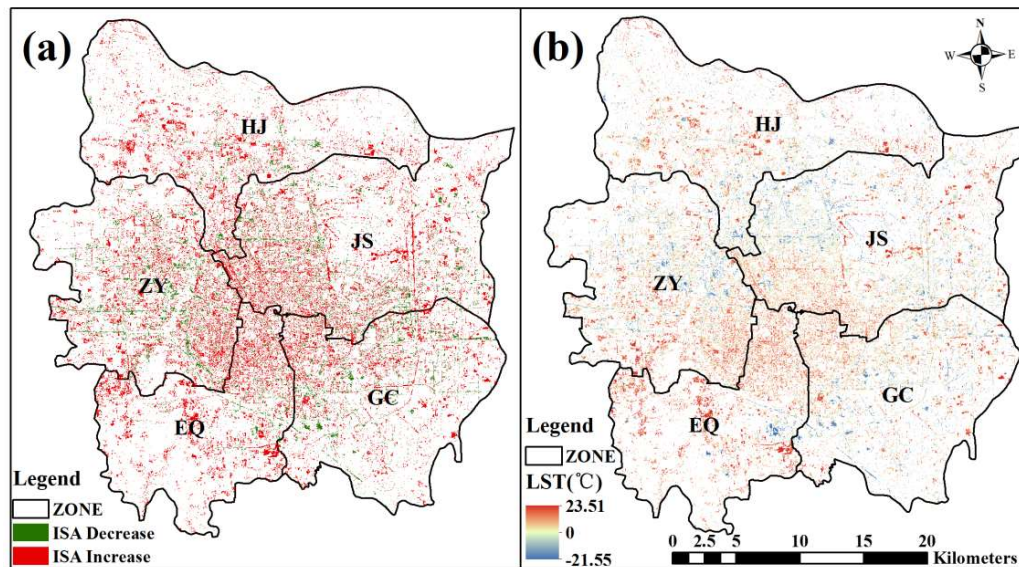 (a)
HJ
JS
ZY
GC
EQ
Legend
ZONE
ISA Decrease
ISA Increase
(b)
N
W E
S
HJ
JS
ZY
GC
EQ
Legend
ZONE
LST(℃)
23.51
0
-21.55
0 2.5 5 10 15 20
Kilometers